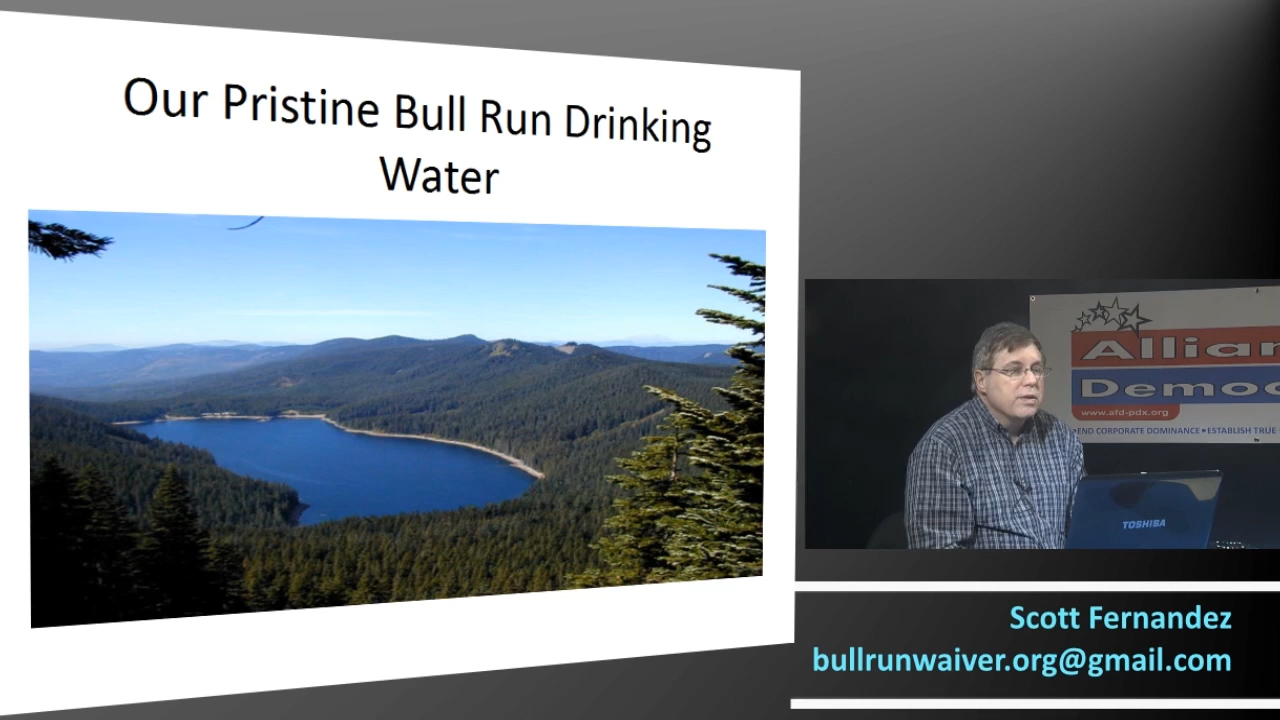 Our Pristine Bull Run Drinking
Water
Allian
Democ
www.afd-pdx.org
END CORPORATE DOMINANCE • ESTABLISH TRUE
TOSHIBA
Scott Fernandez
bullrunwaiver.org@gmail.com